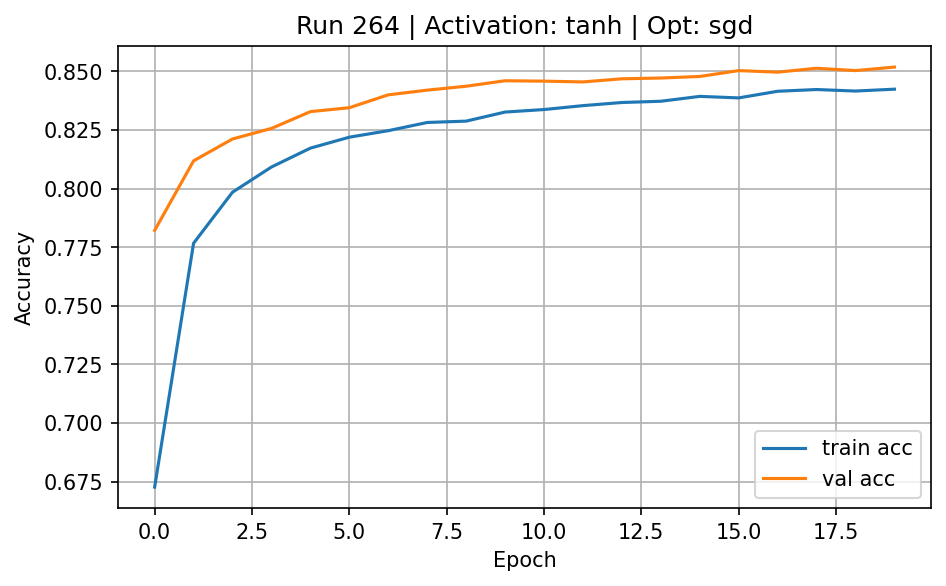 Run 264 | Activation: tanh | Opt: sgd
0.850
0.825
0.800
0.775
0.750
0.725
0.700
0.675
Accuracy
train acc
val acc
0.0 2.5 5.0 7.5 10.0 12.5 15.0 17.5
Epoch